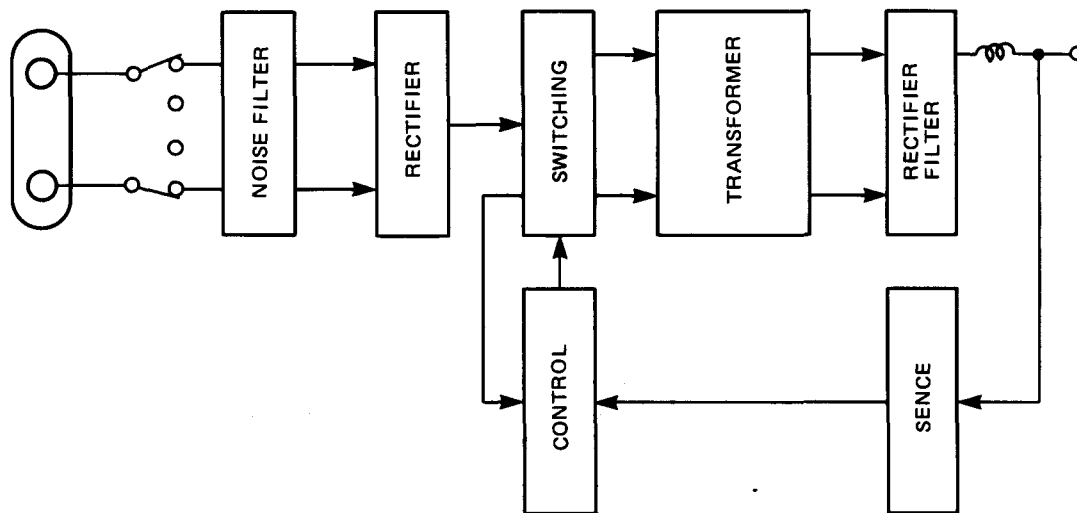 NOISE FILTER
RECTIFIER
SWITCHING
TRANSFORMER
RECTIFIER
FILTER
CONTROL
SENCE